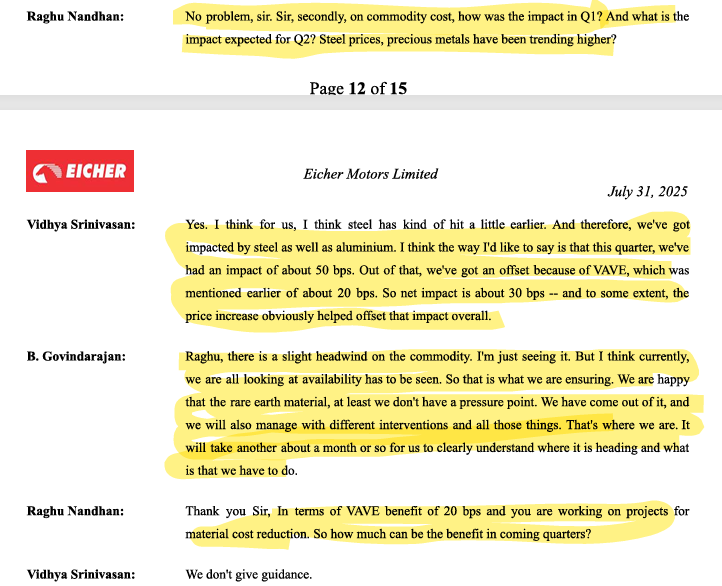 Raghu Nandhan: No problem, sir. Sir, secondly, on commodity cost, how was the impact in Q1? And what is the
impact expected for Q2? Steel prices, precious metals have been trending higher?
Page 12 of 15
EICHER
Eicher Motors Limited
July 31, 2025
Vidhya Srinivasan: Yes. I think for us, I think steel has kind of hit a little earlier. And therefore, we've got
impacted by steel as well as aluminium. I think the way I'd like to say is that this quarter, we've
had an impact of about 50 bps. Out of that, we've got an offset because of VAVE, which was
mentioned earlier of about 20 bps. So net impact is about 30 bps -- and to some extent, the
price increase obviously helped offset that impact overall.
B. Govindarajan: Raghu, there is a slight headwind on the commodity. I'm just seeing it. But I think currently,
we are all looking at availability has to be seen. So that is what we are ensuring. We are happy
that the rare earth material, at least we don't have a pressure point. We have come out of it, and
we will also manage with different interventions and all those things. That's where we are. It
will take another about a month or so for us to clearly understand where it is heading and what
is that we have to do.
Raghu Nandhan: Thank you Sir, In terms of VAVE benefit of 20 bps and you are working on projects for
material cost reduction. So how much can be the benefit in coming quarters?
Vidhya Srinivasan: We don't give guidance.